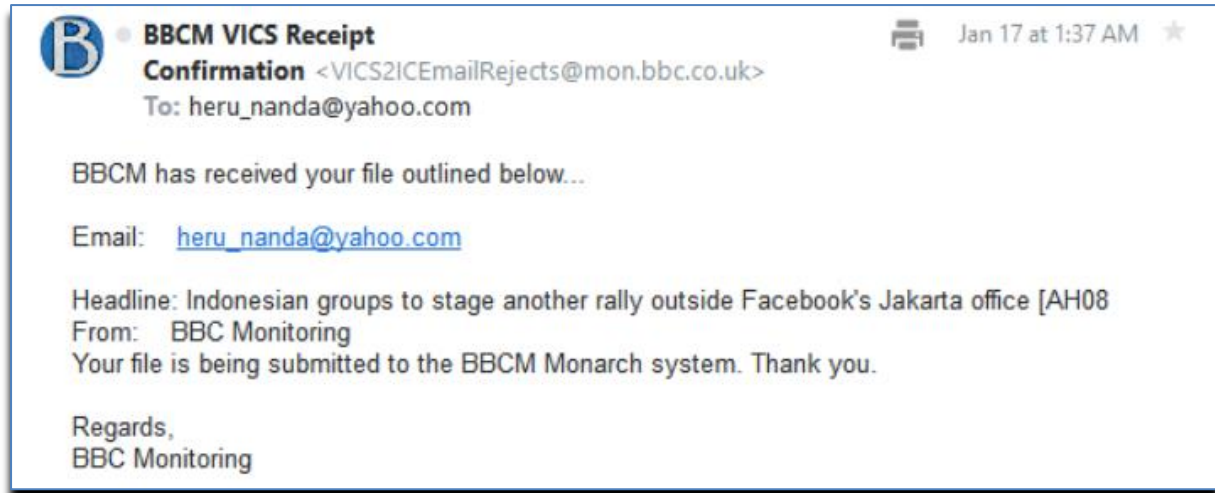 B
BBCM VICS Receipt
Jan 17 at 1:37 AM
Confirmation <VICS2ICEmailRejects@mon.bbc.co.uk>
To: heru_nanda@yahoo.com
BBCM has received your file outlined below...
Email: heru_nanda@yahoo.com
Headline: Indonesian groups to stage another rally outside Facebook's Jakarta office [AH08
From: BBC Monitoring
Your file is being submitted to the BBCM Monarch system. Thank you.
Regards,
BBC Monitoring